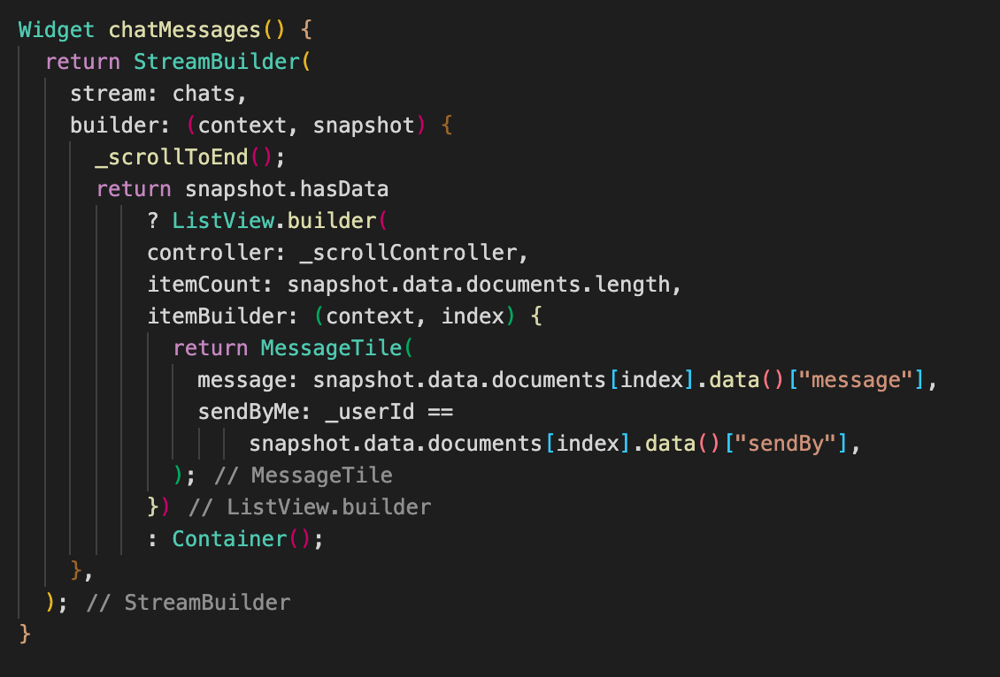 Widget chatMessages() {
  return StreamBuilder(
    stream: chats,
    builder: (context, snapshot) {
      _scrollToEnd();
      return snapshot.hasData
          ? ListView.builder(
          controller: _scrollController,
          itemCount: snapshot.data.documents.length,
          itemBuilder: (context, index) {
            return MessageTile(
              message: snapshot.data.documents[index].data()["message"],
              sendByMe: _userId ==
                  snapshot.data.documents[index].data()["sendBy"],
            ); // MessageTile
          }) // ListView.builder
          : Container();
    },
  ); // StreamBuilder
}